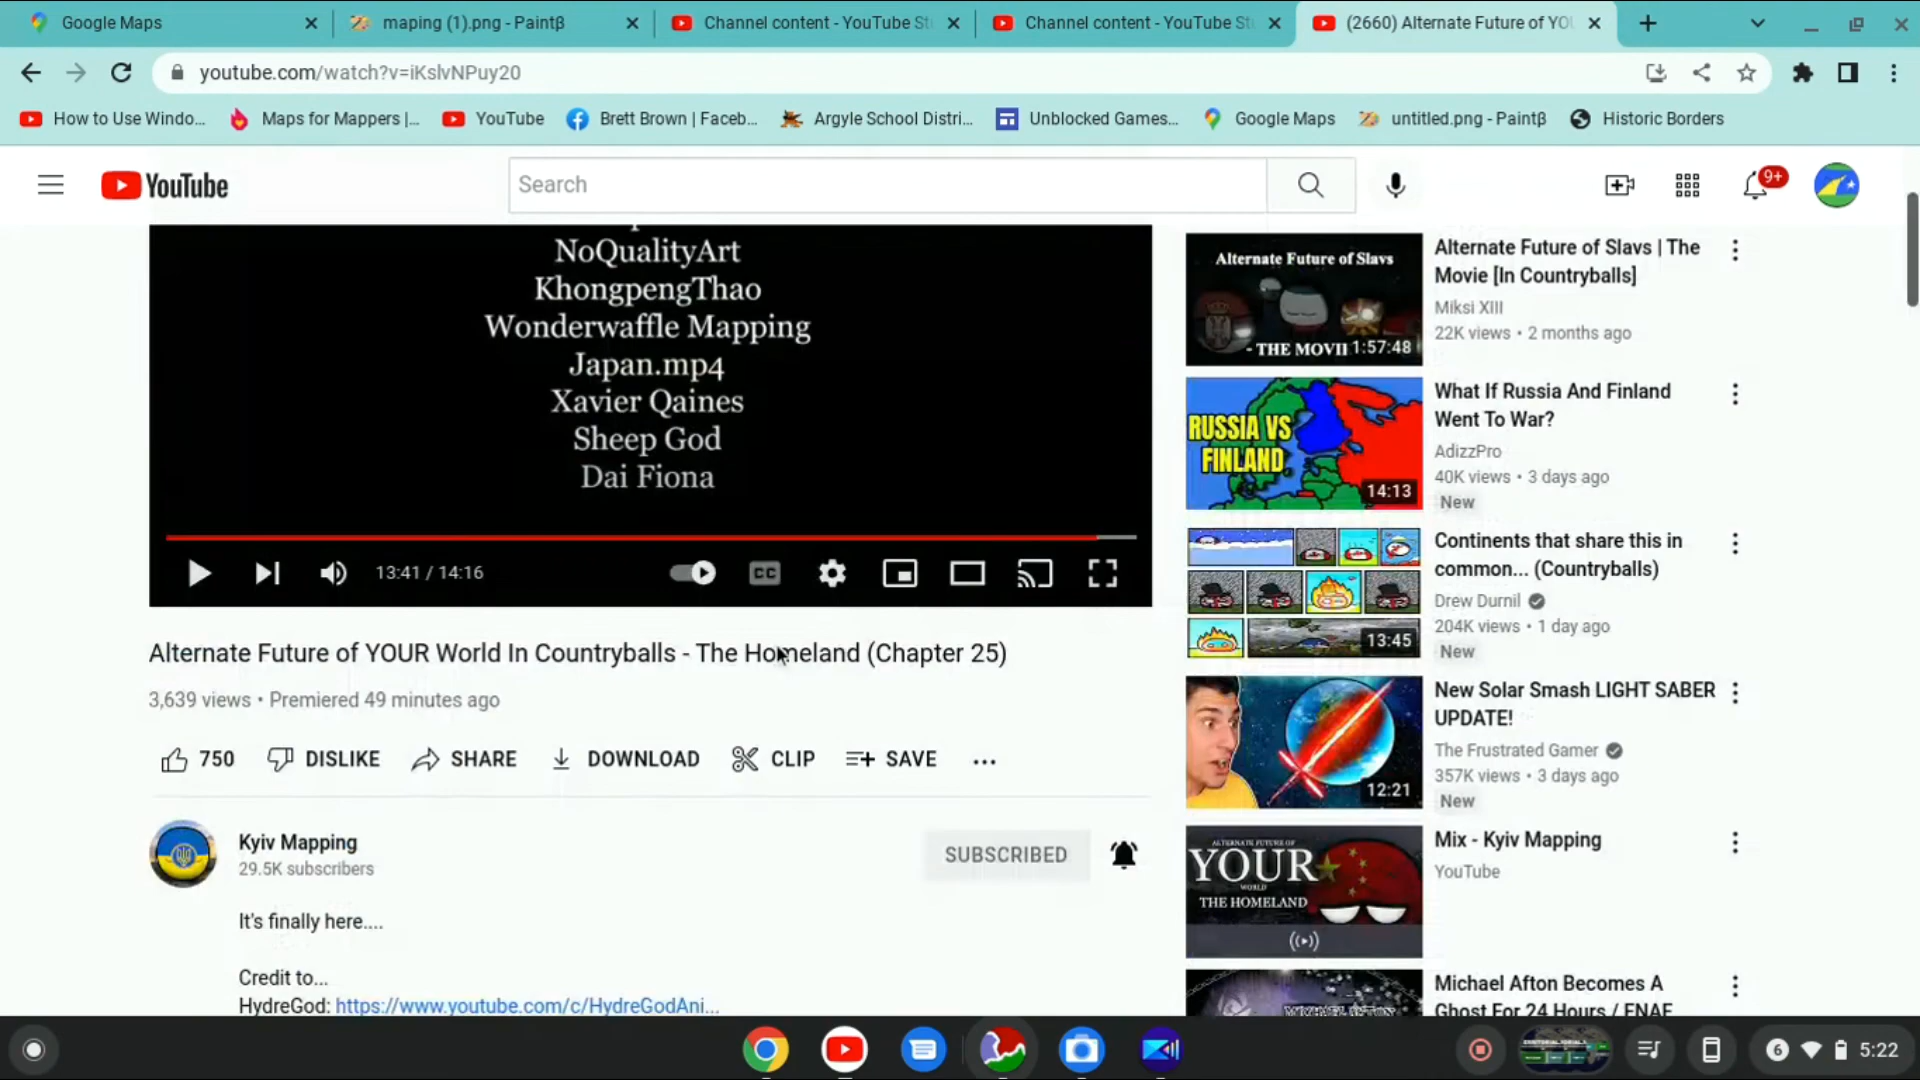 Google Maps
maping (1).png - Paintβ
Channel content - YouTube St
Channel content - YouTube St
(2660) Alternate Future of YOU
youtube.com/watch?v=iKslvNPuy20
How to Use Windo...
Maps for Mappers |...
YouTube
Brett Brown | Faceb...
Argyle School Distri...
Unblocked Games...
Google Maps
untitled.png - Paintβ
Historic Borders
YouTube
Search
9+
NoQualityArt
KhongpengThao
Wonderwaffle Mapping
Japan.mp4
Xavier Qaines
Sheep God
Dai Fiona
13:41 / 14:16
CC
Alternate Future of YOUR World In Countryballs - The Homeland (Chapter 25)
3,639 views • Premiered 49 minutes ago
750
DISLIKE
SHARE
DOWNLOAD
CLIP
SAVE
Kyiv Mapping
29.5K subscribers
SUBSCRIBED
It's finally here....
Credit to...
HydreGod: https://www.youtube.com/c/HydreGodAni...
Alternate Future of Slavs
- THE MOVII
1:57:48
Alternate Future of Slavs | The
Movie [In Countryballs]
Miksi XIII
22K views • 2 months ago
RUSSIA VS
FINLAND
14:13
What If Russia And Finland
Went To War?
AdizzPro
40K views • 3 days ago
New
13:45
Continents that share this in
common... (Countryballs)
Drew Durnil
204K views • 1 day ago
New
12:21
New Solar Smash LIGHT SABER
UPDATE!
The Frustrated Gamer
357K views • 3 days ago
New
ALTERNATE FUTURE OF
YOUR
WORLD
THE HOMELAND
Mix - Kyiv Mapping
YouTube
Michael Afton Becomes A
Ghost For 24 Hours / FNAF
6
5:22